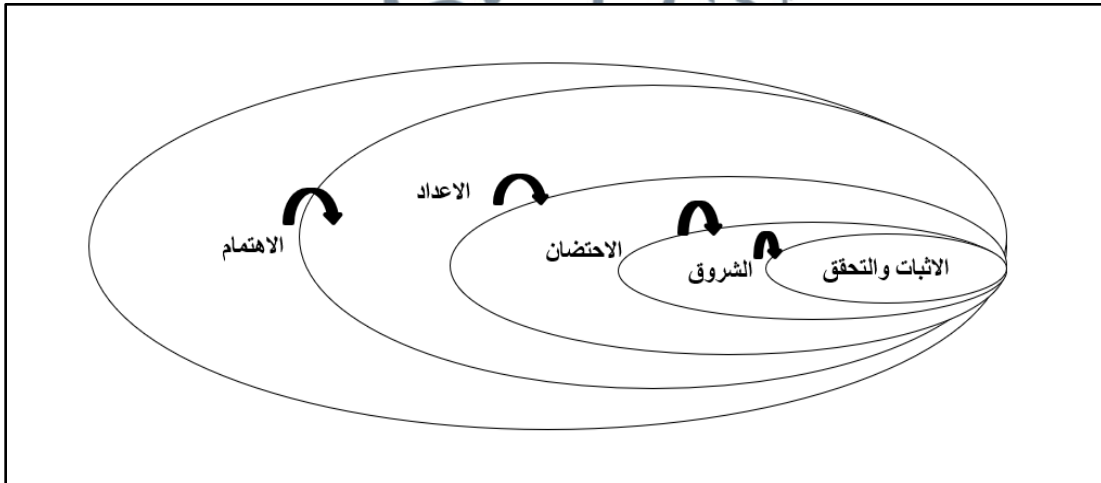 الاعداد
الاهتمام
الاحتضان
الشروق
الاثبات والتحقق